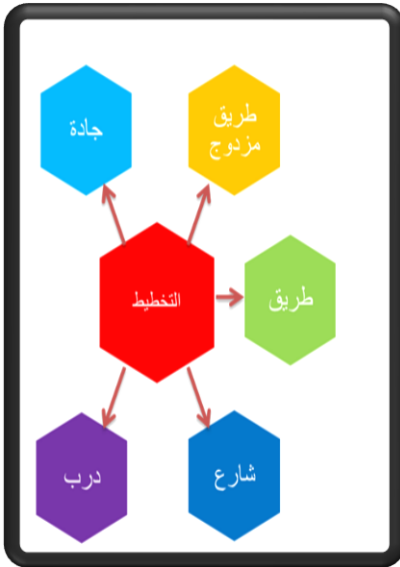 طريق
مزدوج
جادة
التخطيط
طريق
شارع
درب